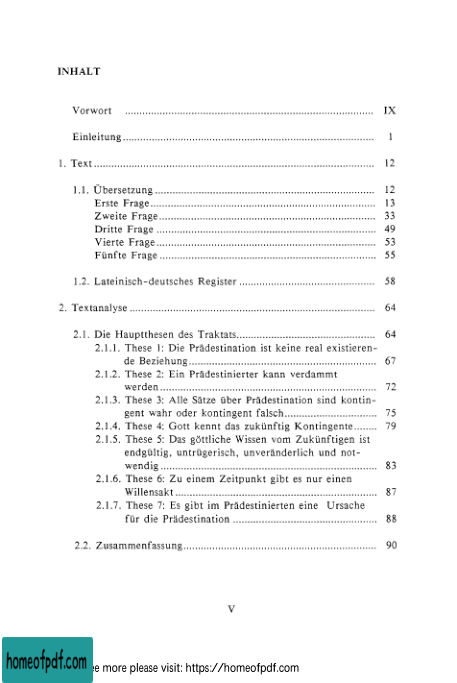 INHALT
Vorwort ........ IX
Einleitung ........ 1
1. Text ........ 12
1.1. Übersetzung ........ 12
Erste Frage ........ 13
Zweite Frage ........ 33
Dritte Frage ........ 49
Vierte Frage ........ 53
Fünfte Frage ........ 55
1.2. Lateinisch-deutsches Register ........ 58
2. Textanalyse ........ 64
2.1. Die Hauptthesen des Traktats ........ 64
2.1.1. These 1: Die Prädestination ist keine real existieren-
de Beziehung ........ 67
2.1.2. These 2: Ein Prädestinierter kann verdammt
werden ........ 72
2.1.3. These 3: Alle Sätze über Prädestination sind kontin-
gent wahr oder kontingent falsch ........ 75
2.1.4. These 4: Gott kennt das zukünftig Kontingente ........ 79
2.1.5. These 5: Das göttliche Wissen vom Zukünftigen ist
endgültig, untrügerisch, unveränderlich und not-
wendig ........ 83
2.1.6. These 6: Zu einem Zeitpunkt gibt es nur einen
Willensakt ........ 87
2.1.7. These 7: Es gibt im Prädestinierten eine Ursache
für die Prädestination ........ 88
2.2. Zusammenfassung ........ 90
V
homeofpdf.com
ee more please visit: https://homeofpdf.com